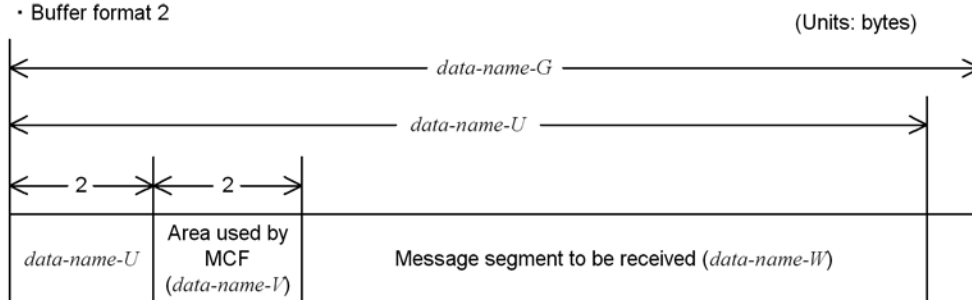 ・Buffer format 2
(Units: bytes)
data-name-G
data-name-U
2
2
data-name-U
Area used by
MCF
(data-name-V)
Message segment to be received (data-name-W)